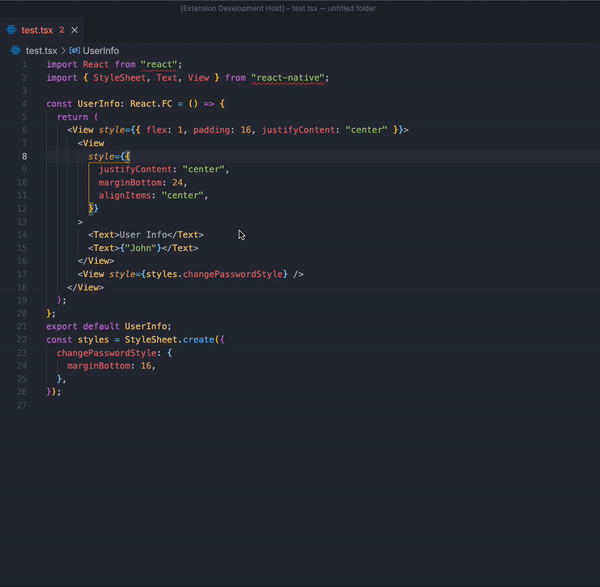 [Extension Development Host] - test.tsx — untitled folder
test.tsx 2
test.tsx > UserInfo
1 import React from "react";
2 import { StyleSheet, Text, View } from "react-native";
3
4 const UserInfo: React.FC = () => {
5 return (
6 <View style={{ flex: 1, padding: 16, justifyContent: "center" }}>
7 <View
8 style={{
9 justifyContent: "center",
10 marginBottom: 24,
11 alignItems: "center",
12 }}
13 >
14 <Text>User Info</Text>
15 <Text>{"John"}</Text>
16 </View>
17 <View style={styles.changePasswordStyle} />
18 </View>
19 );
20 };
21 export default UserInfo;
22 const styles = StyleSheet.create({
23 changePasswordStyle: {
24 marginBottom: 16,
25 },
26 });
27